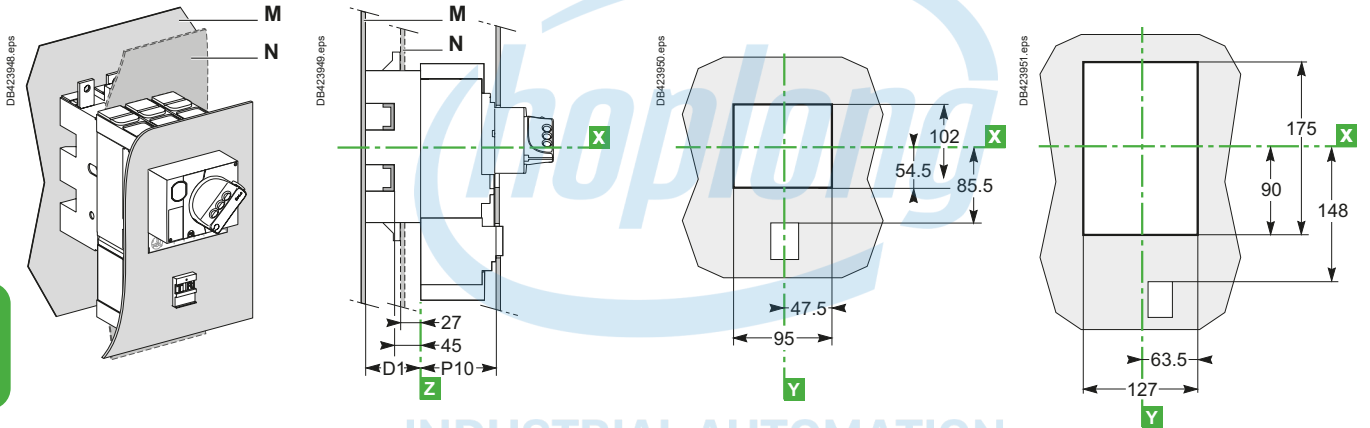 DB423948.eps
M
N
DB423949.eps
M
N
X
27
45
D1
P10
Z
DB423950.eps
102
X
54.5
85.5
47.5
95
Y
DB423951.eps
175
X
90
148
63.5
127
Y
hoplong
INDUSTRIAL AUTOMATION